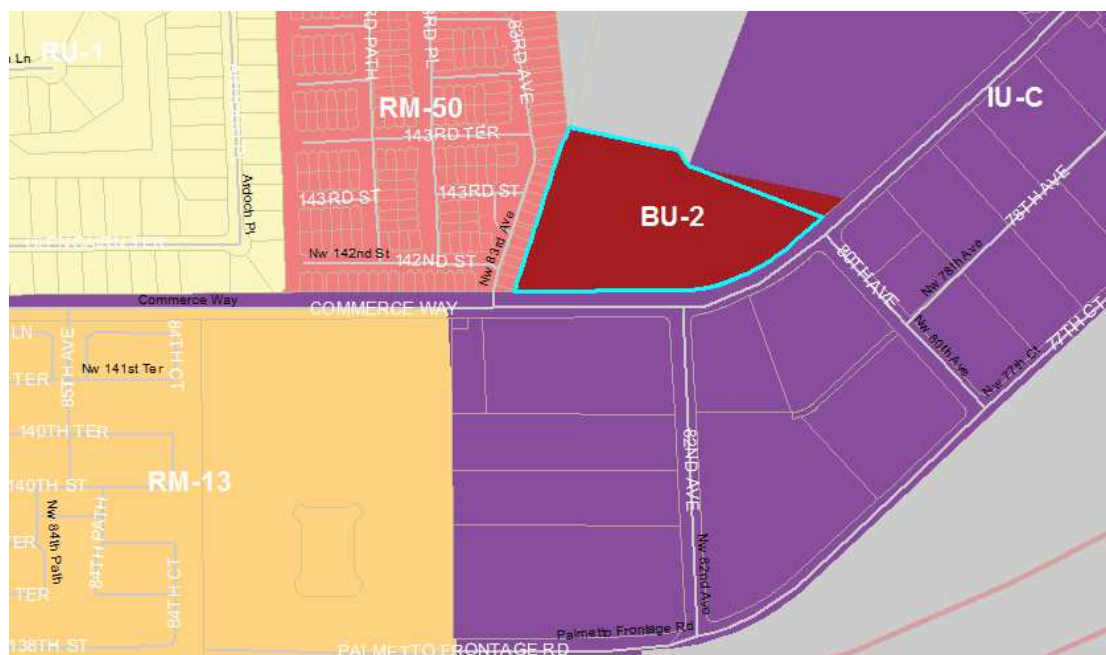 RU-1
Ln
RD PATH
RD PL
83RD AVE
RM-50
IU-C
143RD TER
143RD ST
143RD ST
Ardoch Pl
BU-2
78TH AVE
Nw 83rd Ave
Nw 142nd St
142ND ST
80TH AVE
Nw 78th Ave
Commerce Way
COMMERCE WAY
77TH CT
LN
85TH AVE
84TH CT
Nw 80th Ave
Nw 77th Ct
Nw 141st Ter
TER
140TH TER
82ND AVE
RM-13
140TH ST
84TH PATH
Nw 84th Path
TER
84TH CT
Nw 82nd Ave
TER
Palmetto Frontage Rd
138TH ST
PALMETTO FRONTAGE RD